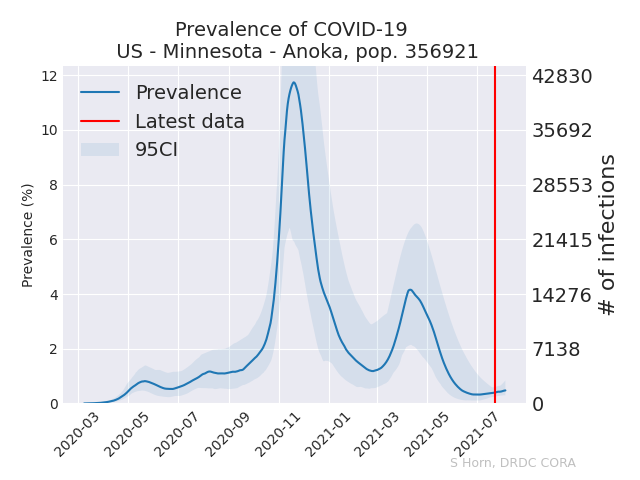 Prevalence of COVID-19
US - Minnesota - Anoka, pop. 356921
Prevalence
Latest data
95CI
Prevalence (%)
12
10
8
6
4
2
0
42830
35692
28553
21415
14276
7138
0
# of infections
2020-03
2020-05
2020-07
2020-09
2020-11
2021-01
2021-03
2021-05
2021-07
S Horn, DRDC CORA